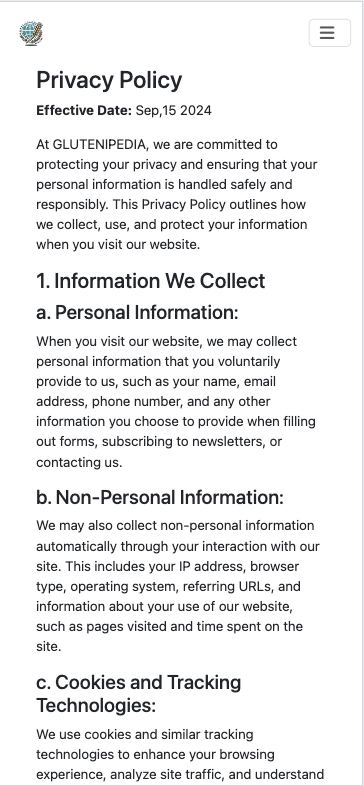 Privacy Policy
Effective Date: Sep,15 2024
At GLUTENIPEDIA, we are committed to
protecting your privacy and ensuring that your
personal information is handled safely and
responsibly. This Privacy Policy outlines how
we collect, use, and protect your information
when you visit our website.
1. Information We Collect
a. Personal Information:
When you visit our website, we may collect
personal information that you voluntarily
provide to us, such as your name, email
address, phone number, and any other
information you choose to provide when filling
out forms, subscribing to newsletters, or
contacting us.
b. Non-Personal Information:
We may also collect non-personal information
automatically through your interaction with our
site. This includes your IP address, browser
type, operating system, referring URLs, and
information about your use of our website,
such as pages visited and time spent on the
site.
c. Cookies and Tracking
Technologies:
We use cookies and similar tracking
technologies to enhance your browsing
experience, analyze site traffic, and understand